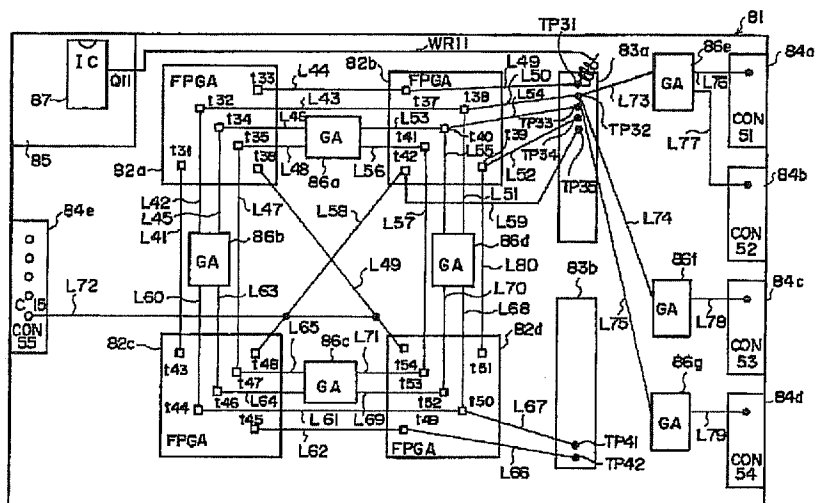 TP31
81
WR11
82b
L49
83a
86e
84a
IC
Q11
FPGA
t33
L44
FPGA
L50
L54
GA
L76
87
t32
L43
t37
t38
L73
t34
L46
L53
TP33
TP32
CON
51
t35
GA
t41
t40
t39
TP34
L77
85
t36
L48
L56
t42
L55
L52
TP35
84b
t31
82a
86a
L51
L42
L47
L58
L57
L59
84e
L45
86b
86d
L74
CON
52
L41
GA
GA
86f
84c
L80
83b
C 15
L60
L63
L49
L70
GA
L72
L68
L75
L78
CON
55
82c
L65
86c
L71
82d
CON
53
t43
t48
t54
t51
86g
84d
t47
GA
t53
t44
t46
L64
L69
t52
t50
L67
GA
L79
t45
L61
TP41
FPGA
L62
t49
FPGA
L66
TP42
CON
54